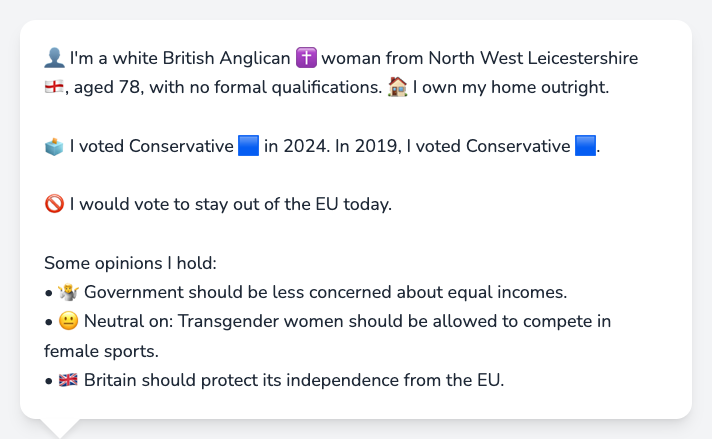 👤 I'm a white British Anglican ✝️ woman from North West Leicestershire
🏴󠁧󠁢󠁥󠁮󠁧󠁿, aged 78, with no formal qualifications. 🏠 I own my home outright.
🗳️ I voted Conservative 🟦 in 2024. In 2019, I voted Conservative 🟦.
🚫 I would vote to stay out of the EU today.
Some opinions I hold:
• 🤷 Government should be less concerned about equal incomes.
• 😐 Neutral on: Transgender women should be allowed to compete in
female sports.
• 🇬🇧 Britain should protect its independence from the EU.